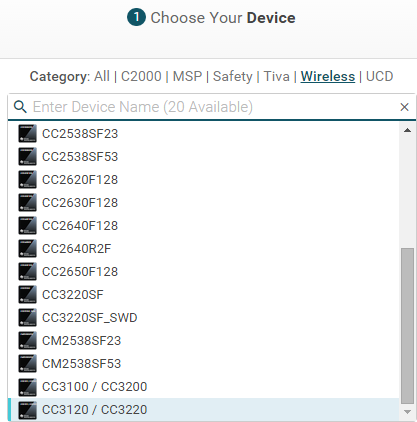 1 Choose Your Device
Category: All | C2000 | MSP | Safety | Tiva | Wireless | UCD
Enter Device Name (20 Available)
CC2538SF23
CC2538SF53
CC2620F128
CC2630F128
CC2640F128
CC2640R2F
CC2650F128
CC3220SF
CC3220SF_SWD
CM2538SF23
CM2538SF53
CC3100 / CC3200
CC3120 / CC3220